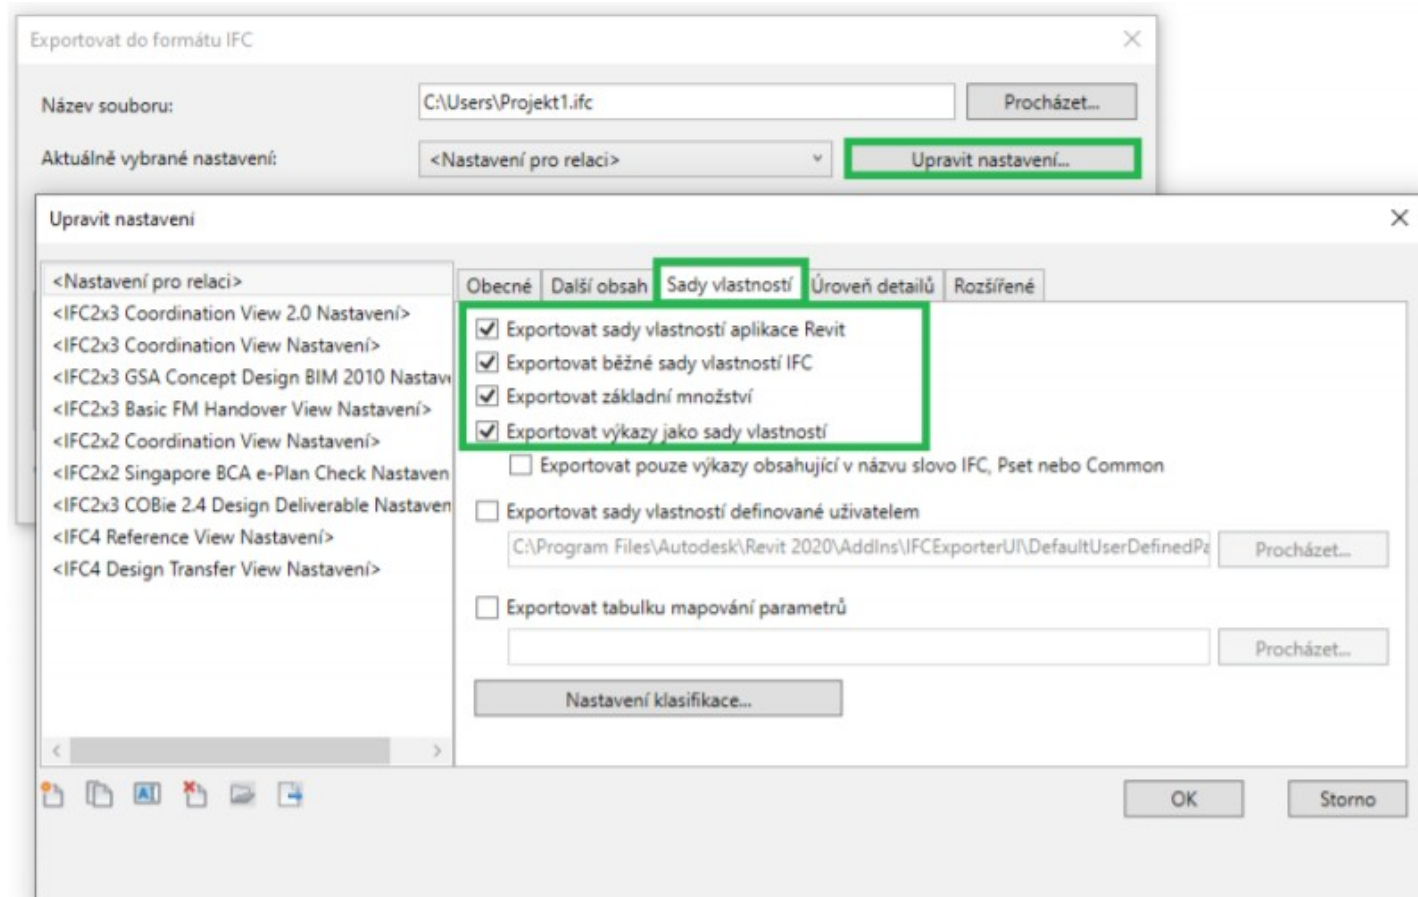 Exportovat do formátu IFC
Název souboru:
C:\Users\Projekt1.ifc
Procházet...
Aktuálně vybrané nastavení:
<Nastavení pro relaci>
Upravit nastavení...
Upravit nastavení
<Nastavení pro relaci>
<IFC2x3 Coordination View 2.0 Nastavení>
<IFC2x3 Coordination View Nastavení>
<IFC2x3 GSA Concept Design BIM 2010 Nastav
<IFC2x3 Basic FM Handover View Nastavení>
<IFC2x2 Coordination View Nastavení>
<IFC2x2 Singapore BCA e-Plan Check Nastaven
<IFC2x3 COBie 2.4 Design Deliverable Nastaven
<IFC4 Reference View Nastavení>
<IFC4 Design Transfer View Nastavení>
Obecné Další obsah Sady vlastností Úroveň detailů Rozšířené
Exportovat sady vlastností aplikace Revit
Exportovat běžné sady vlastností IFC
Exportovat základní množství
Exportovat výkazy jako sady vlastností
Exportovat pouze výkazy obsahující v názvu slovo IFC, Pset nebo Common
Exportovat sady vlastností definované uživatelem
C:\Program Files\Autodesk\Revit 2020\AddIns\IFCExporterUI\DefaultUserDefinedPa
Procházet...
Exportovat tabulku mapování parametrů
Procházet...
Nastavení klasifikace...
AI
OK
Storno